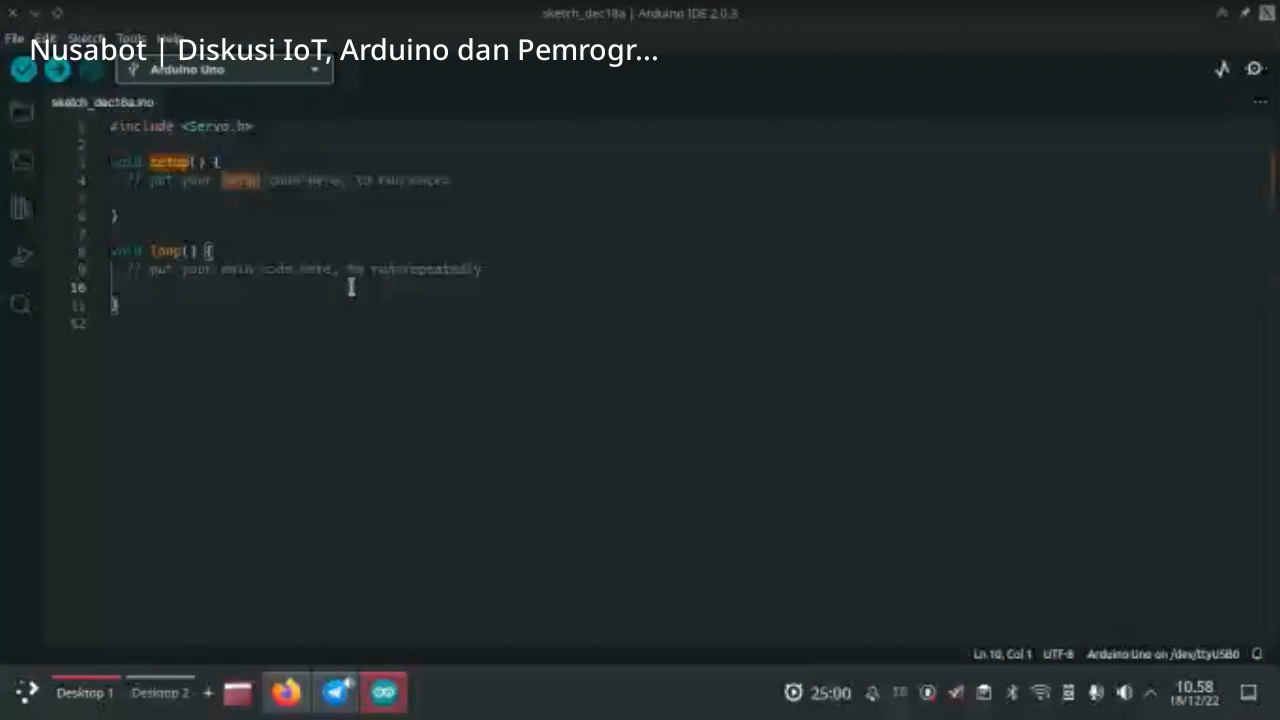 sketch_dec18a | Arduino IDE 2.0.3
File Edit Sketch Tools Help
Nusabot | Diskusi IoT, Arduino dan Pemrogr...
Arduino Uno
sketch_dec18a.ino
1 #include <Servo.h>
2
3 void setup() {
4 // put your setup code here, to run once:
5
6 }
7
8 void loop() {
9 // put your main code here, to run repeatedly
10
11 }
12
Ln 10, Col 1 UTF-8 Arduino Uno on /dev/ttyUSB0
Desktop 1 Desktop 2 + 25:00 10.58
18/12/22